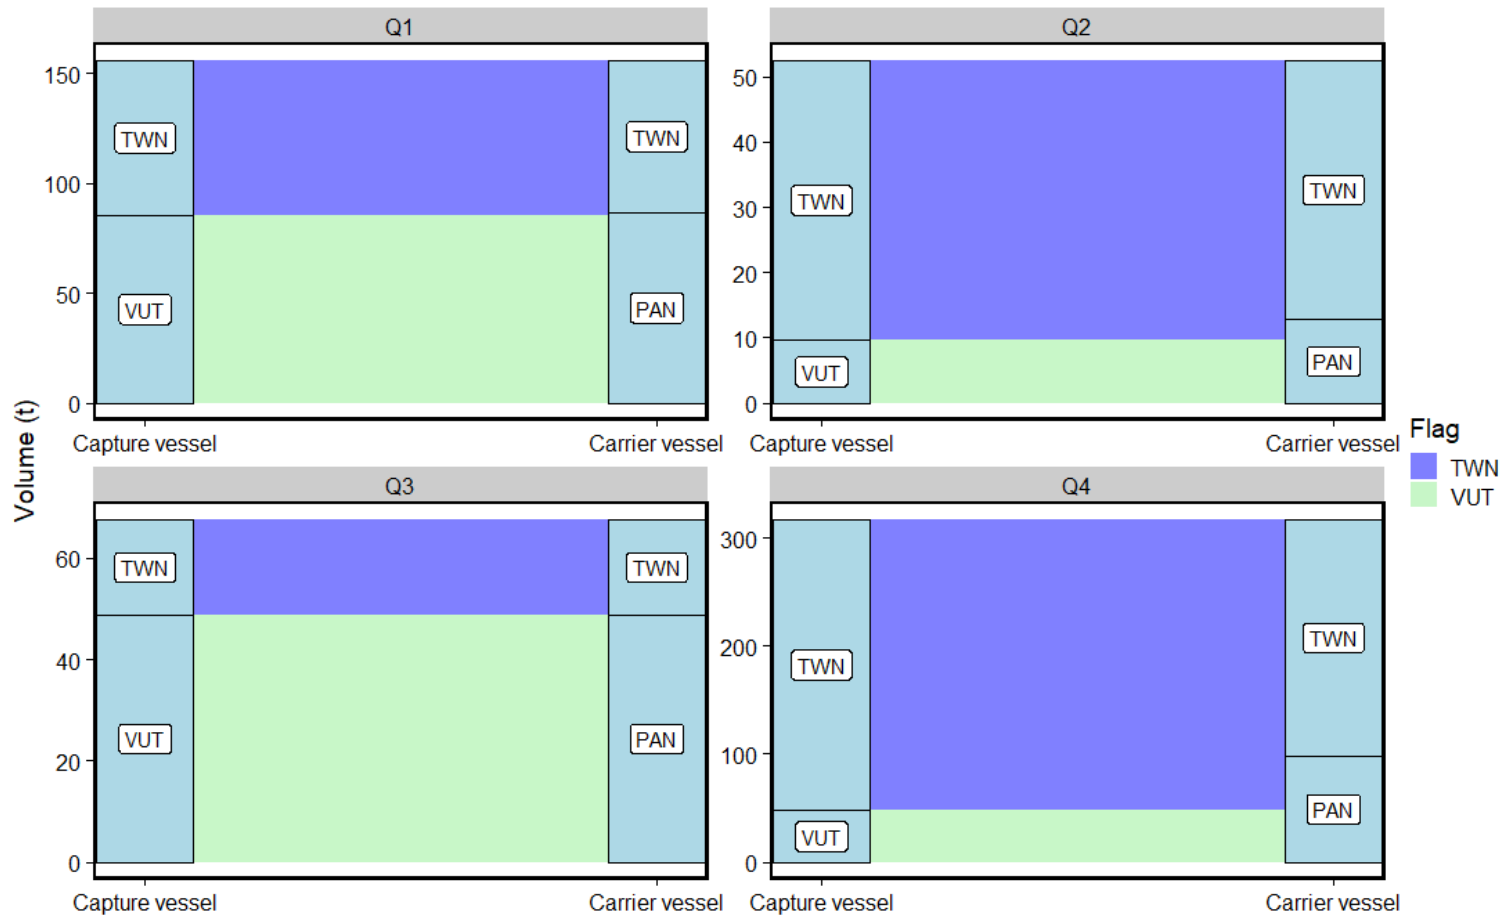 Q1
Q2
Volume (t)
150
100
50
0
TWN
TWN
VUT
PAN
Capture vessel
Carrier vessel
50
40
30
20
10
0
TWN
TWN
VUT
PAN
Capture vessel
Carrier vessel
Flag
TWN
VUT
Q3
Q4
60
40
20
0
TWN
TWN
VUT
PAN
Capture vessel
Carrier vessel
300
200
100
0
TWN
TWN
VUT
PAN
Capture vessel
Carrier vessel